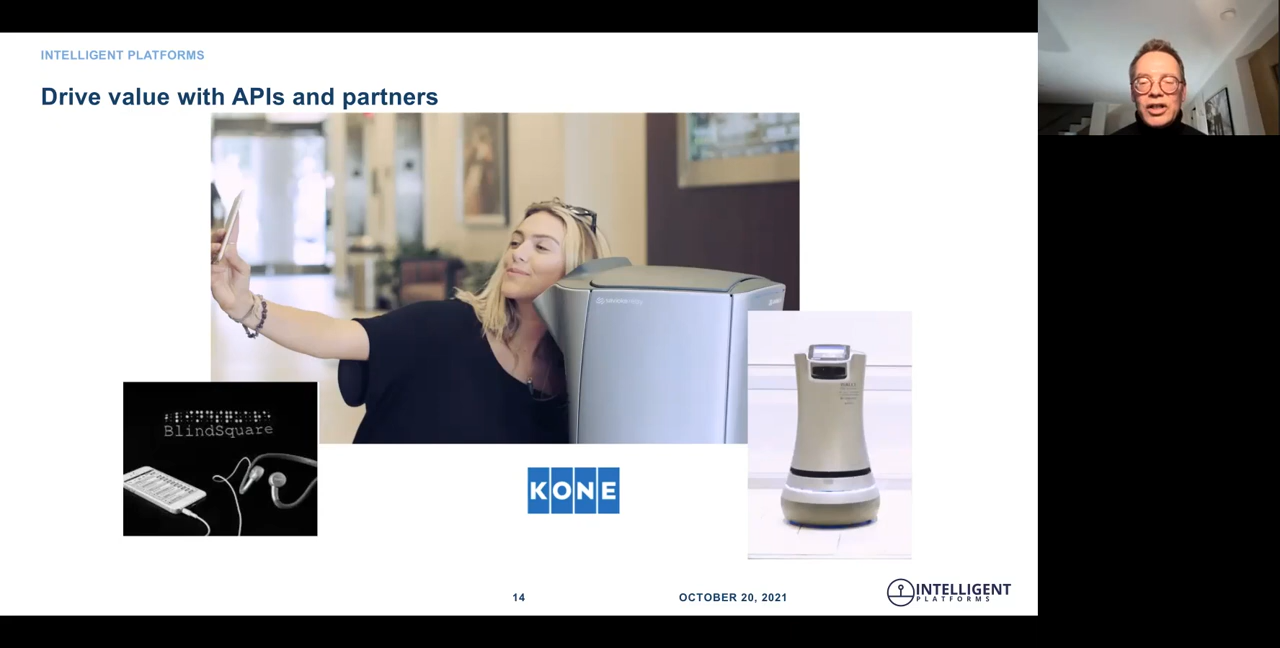 INTELLIGENT PLATFORMS
Drive value with APIs and partners
BlindSquare
KONE
14
OCTOBER 20, 2021
INTELLIGENT
PLATFORMS